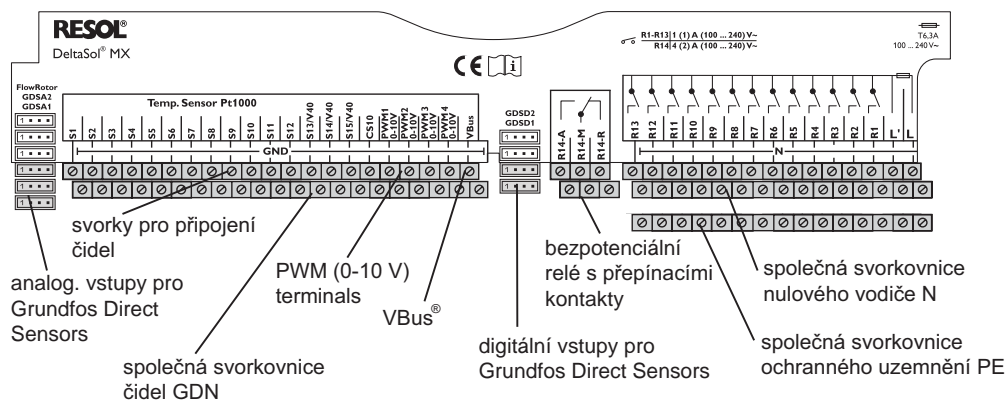 RESOL®
DeltaSol® MX
R1-R13 1 (1) A (100 ... 240) V~
R14 4 (2) A (100 ... 240) V~
T6,3A
100 ... 240 V~
CE i
FlowRotor
GDSA2
GDSA1
Temp. Sensor Pt1000
S1
S2
S3
S4
S5
S6
S7
S8
S9
S10
S11
S12
S13/V40
S14/V40
S15/V40
CS10
PWM1
0-10V
PWM2
0-10V
PWM3
0-10V
PWM4
0-10V
VBus
GND
GDSD2
GDSD1
R14-A
R14-M
R14-R
R13
R12
R11
R10
R9
R8
R7
R6
R5
R4
R3
R2
R1
L'
L
N
svorky pro připojení
čidel
analog. vstupy pro
Grundfos Direct
Sensors
společná svorkovnice
čidel GDN
PWM (0-10 V)
terminals
VBus®
digitální vstupy pro
Grundfos Direct Sensors
bezpotenciální
relé s přepínacími
kontakty
společná svorkovnice
nulového vodiče N
společná svorkovnice
ochranného uzemnění PE